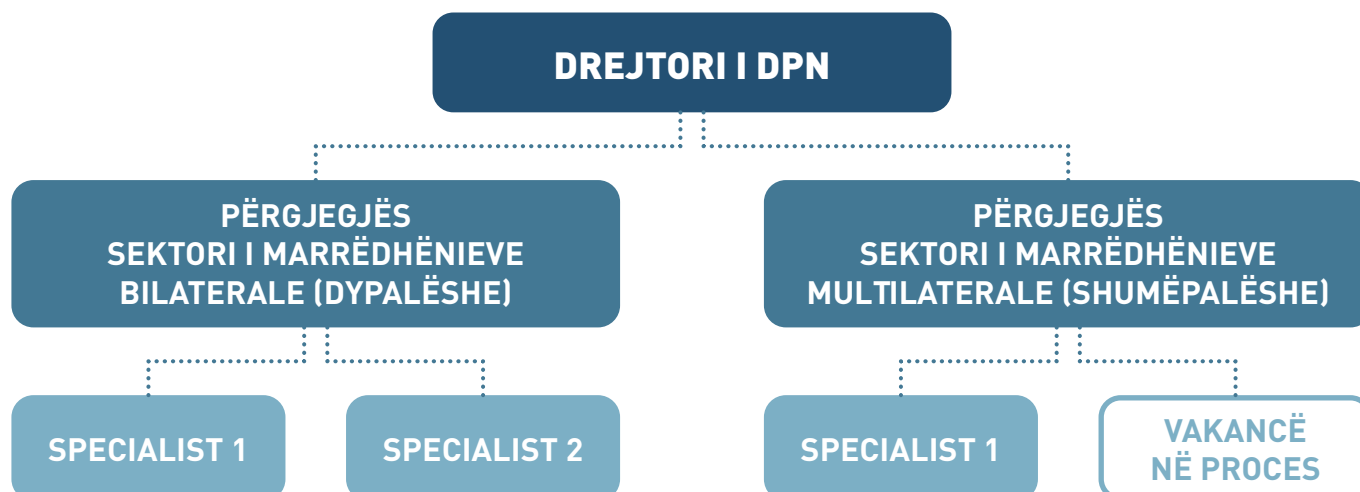 DREJTORI I DPN
PËRGJEGJËS
SEKTORI I MARRËDHËNIEVE
BILATERALE (DYPALËSHE)
PËRGJEGJËS
SEKTORI I MARRËDHËNIEVE
MULTILATERALE (SHUMËPALËSHE)
SPECIALIST 1
SPECIALIST 2
SPECIALIST 1
VAKANCË
NË PROCES